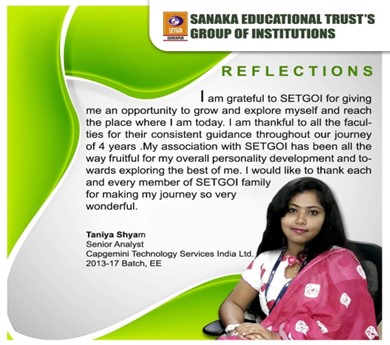 SETGOI
DURGAPUR
SANAKA EDUCATIONAL TRUST'S
GROUP OF INSTITUTIONS
REFLECTIONS
I am grateful to SETGOI for giving
me an opportunity to grow and explore myself and reach
the place where I am today. I am thankful to all the facul-
ties for their consistent guidance throughout our journey
of 4 years .My association with SETGOI has been all the
way fruitful for my overall personality development and to-
wards exploring the best of me. I would like to thank each
and every member of SETGOI family
for making my journey so very
wonderful.
Taniya Shyam
Senior Analyst
Capgemini Technology Services India Ltd.
2013-17 Batch, EE